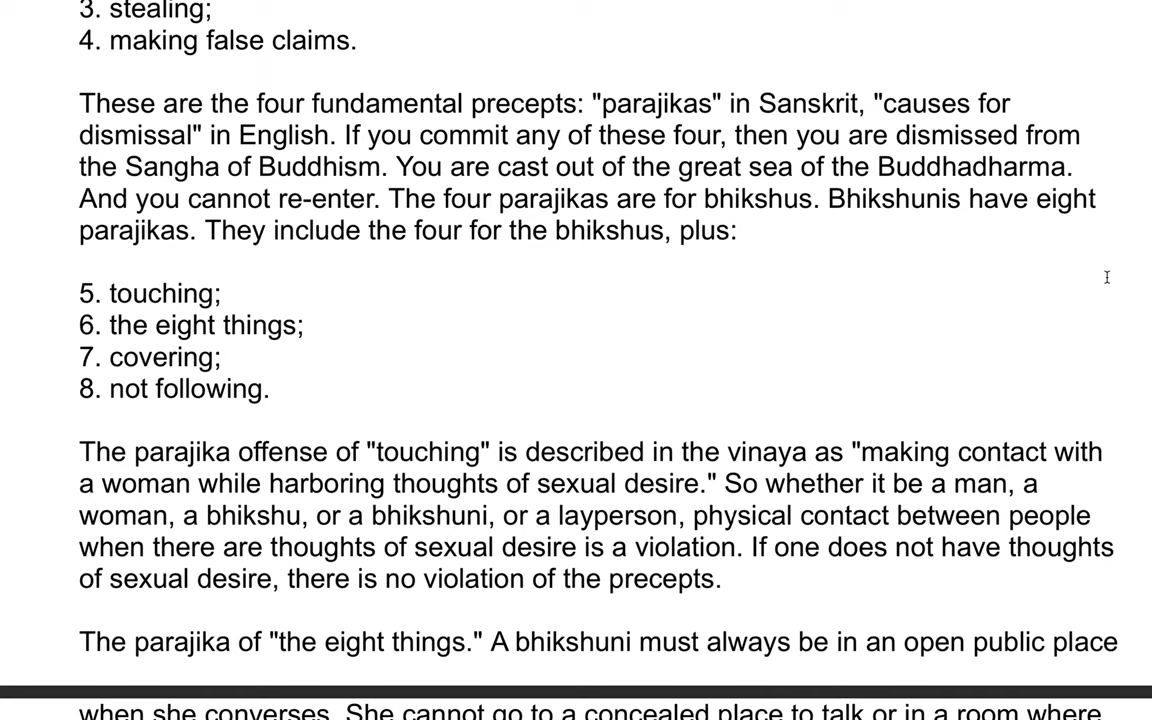 3. stealing;
4. making false claims.
These are the four fundamental precepts: "parajikas" in Sanskrit, "causes for
dismissal" in English. If you commit any of these four, then you are dismissed from
the Sangha of Buddhism. You are cast out of the great sea of the Buddhadharma.
And you cannot re-enter. The four parajikas are for bhikshus. Bhikshunis have eight
parajikas. They include the four for the bhikshus, plus:
5. touching;
6. the eight things;
7. covering;
8. not following.
The parajika offense of "touching" is described in the vinaya as "making contact with
a woman while harboring thoughts of sexual desire." So whether it be a man, a
woman, a bhikshu, or a bhikshuni, or a layperson, physical contact between people
when there are thoughts of sexual desire is a violation. If one does not have thoughts
of sexual desire, there is no violation of the precepts.
The parajika of "the eight things." A bhikshuni must always be in an open public place
when she converses. She cannot go to a concealed place to talk or in a room where